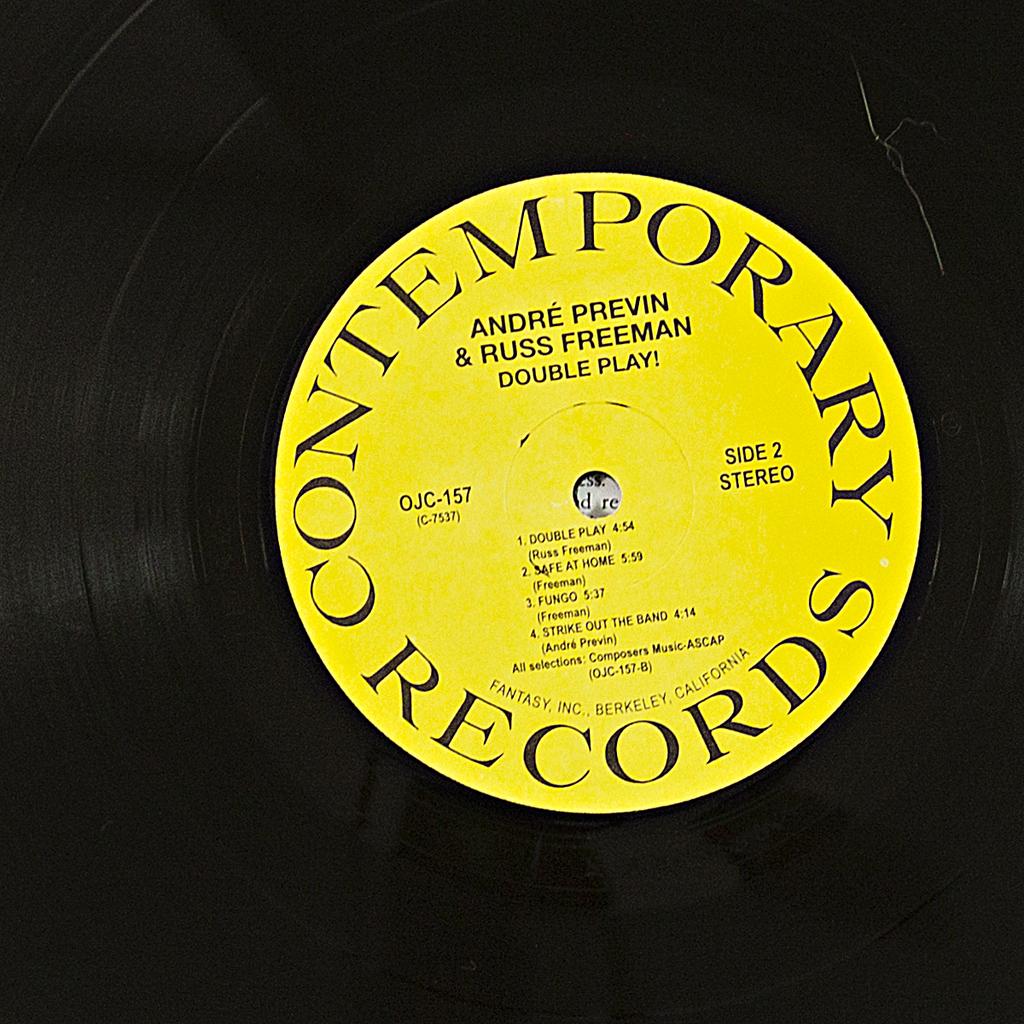 CONTEMPORARY RECORDS
ANDRÉ PREVIN
& RUSS FREEMAN
DOUBLE PLAY!
SIDE 2
STEREO
OJC-157
(C-7537)
1. DOUBLE PLAY 4:54
(Russ Freeman)
2. SAFE AT HOME 5:59
(Freeman)
3. FUNGO 5:37
(Freeman)
4. STRIKE OUT THE BAND 4:14
(André Previn)
All selections: Composers Music-ASCAP
(OJC-157-B)
FANTASY, INC., BERKELEY, CALIFORNIA